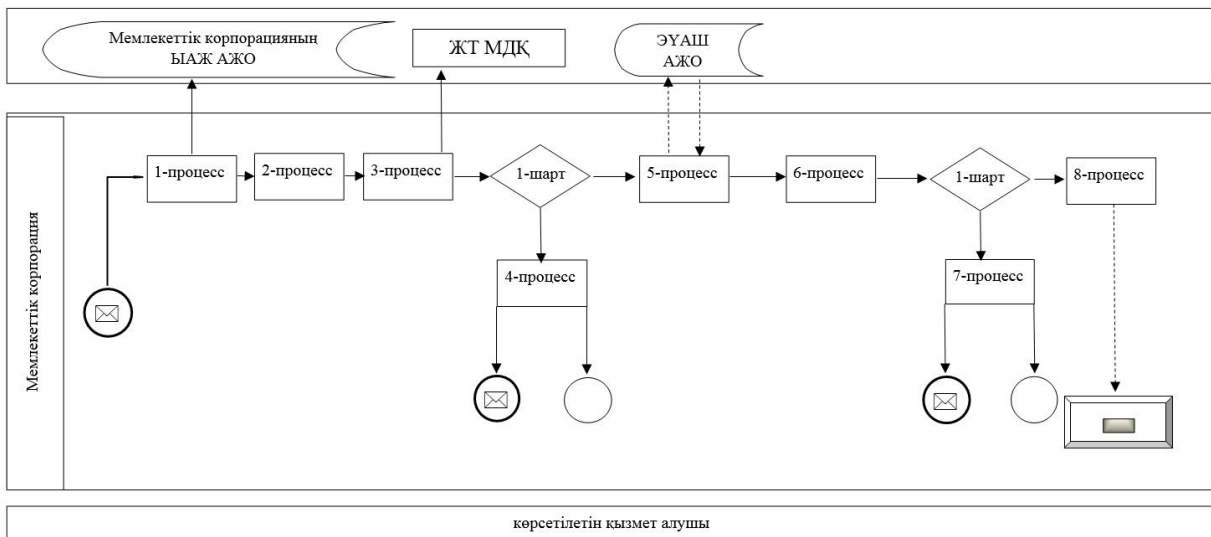 Мемлекеттік корпорацияның
ЫАЖ АЖО
ЖТ МДҚ
ЭҮАШ
АЖО
Мемлекеттік корпорация
1-процесс
2-процесс
3-процесс
1-шарт
5-процесс
6-процесс
1-шарт
8-процесс
4-процесс
7-процесс
көрсетілетін қызмет алушы